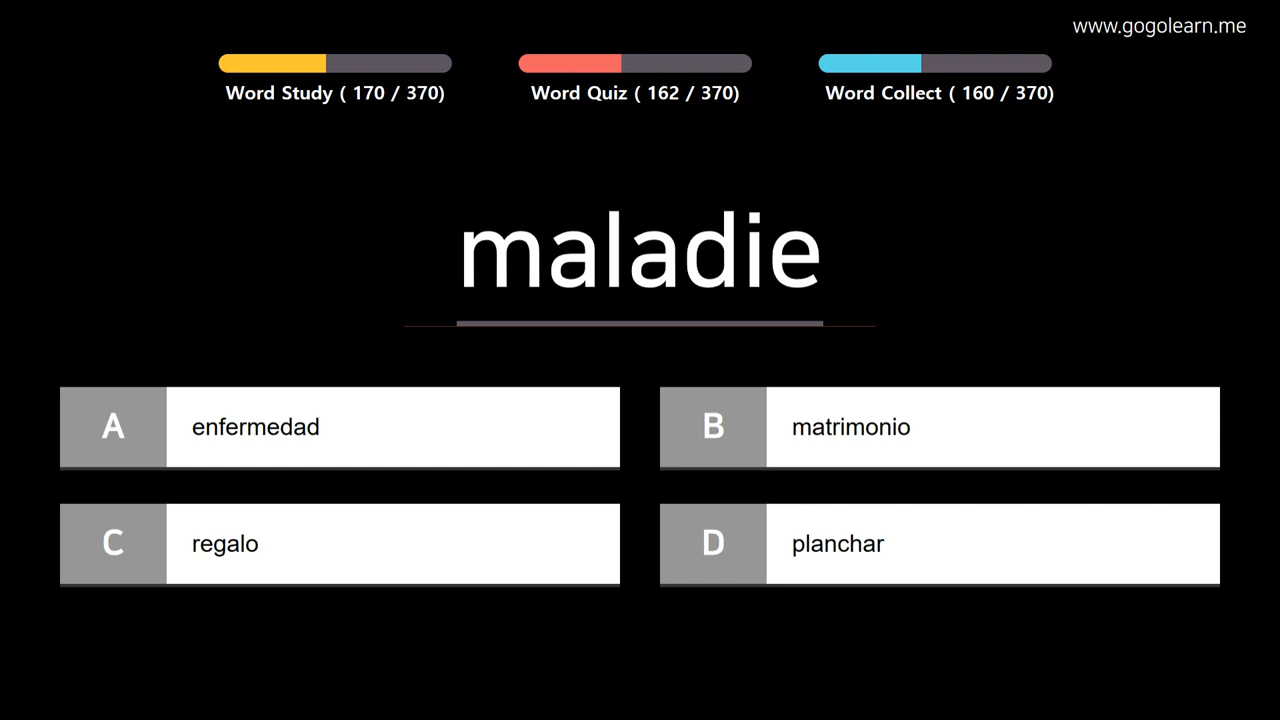 www.gogolearn.me
Word Study ( 170 / 370)
Word Quiz ( 162 / 370)
Word Collect ( 160 / 370)
maladie
A enfermedad
B matrimonio
C regalo
D planchar